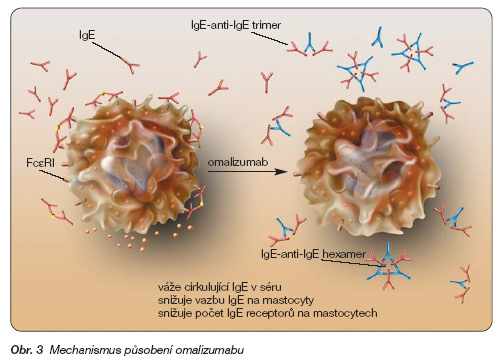 IgE
IgE-anti-IgE trimer
FcεRI
omalizumab
IgE-anti-IgE hexamer
váže cirkulující IgE v séru
snižuje vazbu IgE na mastocyty
snižuje počet IgE receptorů na mastocytech
Obr. 3 Mechanismus působení omalizumabu